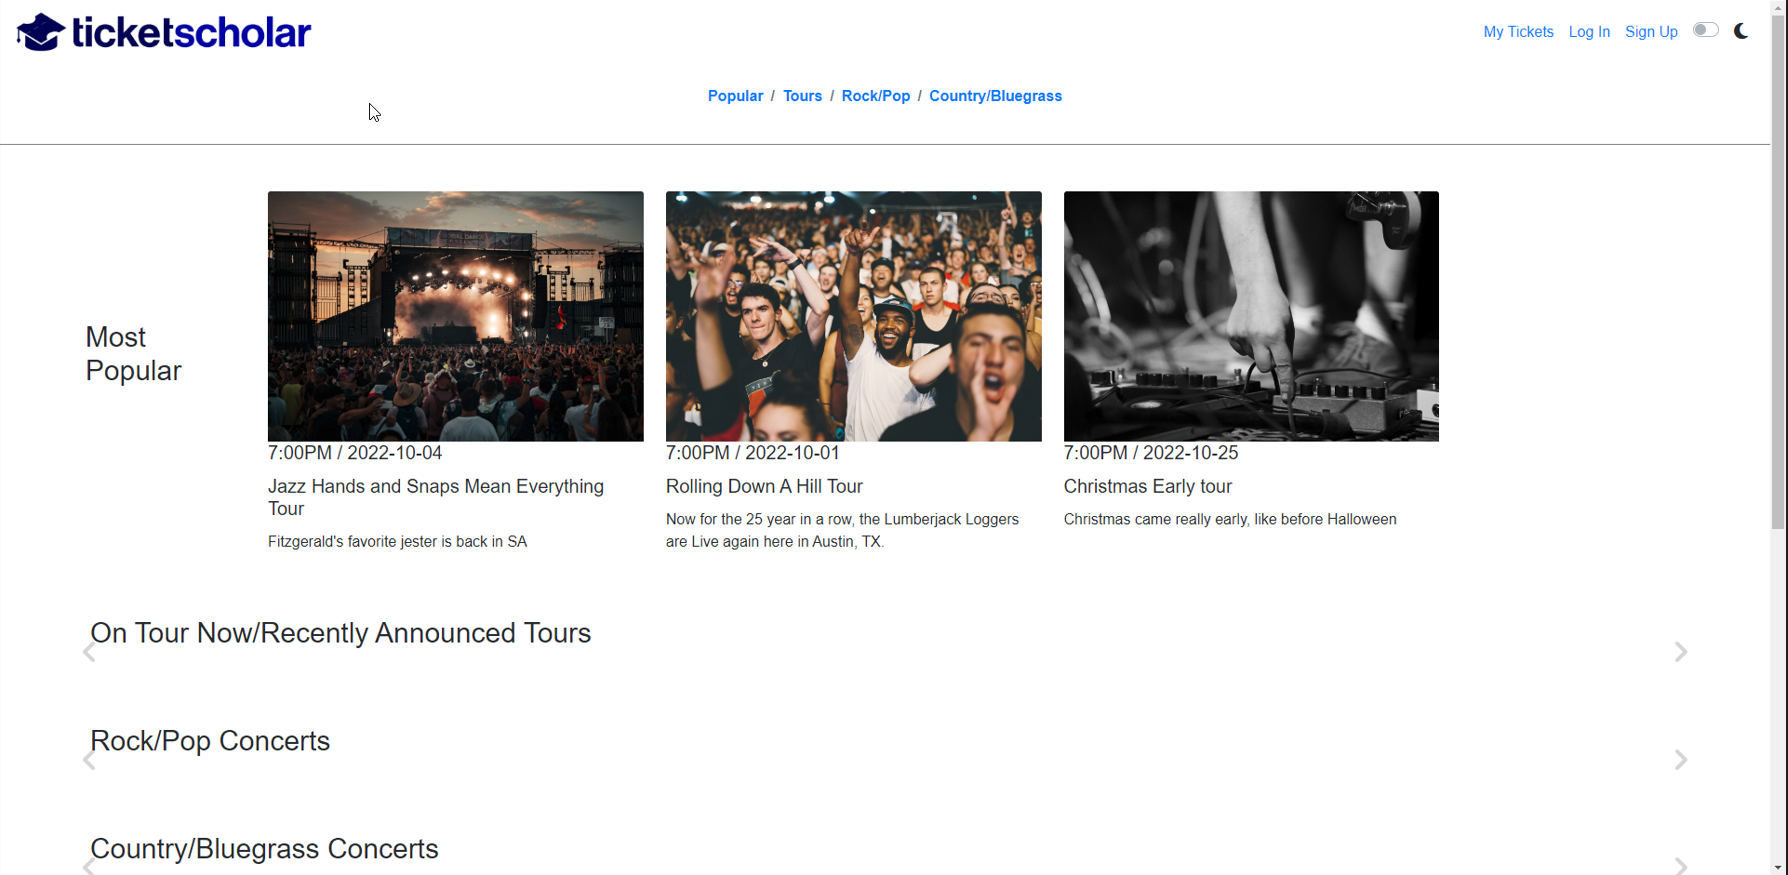 ticketscholar
My Tickets Log In Sign Up
Popular / Tours / Rock/Pop / Country/Bluegrass
Most
Popular
7:00PM / 2022-10-04
Jazz Hands and Snaps Mean Everything
Tour
Fitzgerald's favorite jester is back in SA
7:00PM / 2022-10-01
Rolling Down A Hill Tour
Now for the 25 year in a row, the Lumberjack Loggers
are Live again here in Austin, TX.
7:00PM / 2022-10-25
Christmas Early tour
Christmas came really early, like before Halloween
On Tour Now/Recently Announced Tours
Rock/Pop Concerts
Country/Bluegrass Concerts